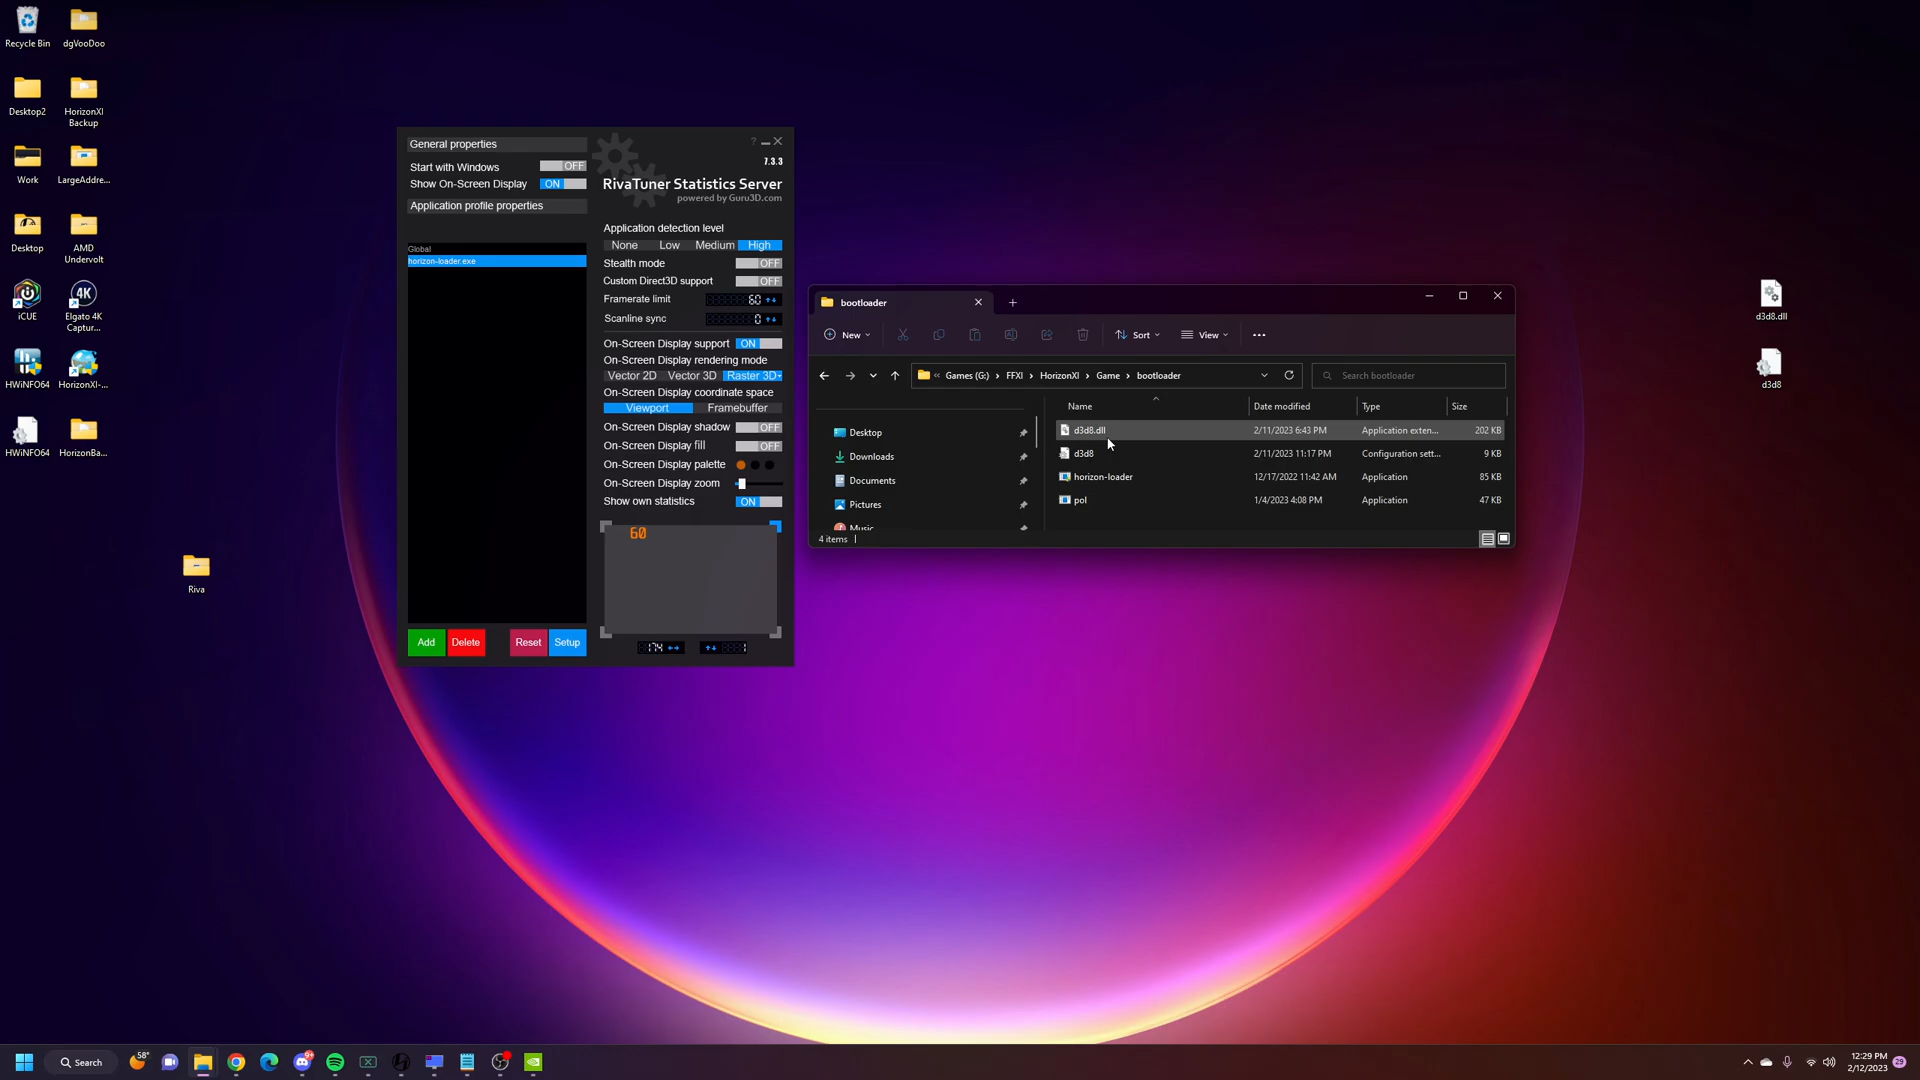 Recycle Bin
dgVooDoo
Desktop2
HorizonXI
Backup
Work
LargeAddre...
Desktop
AMD
Undervolt
iCUE
Elgato 4K
Captur...
HWiNFO64
HorizonXI-...
HWiNFO64
HorizonBa...
Riva
General properties
Start with Windows
OFF
Show On-Screen Display
ON
Application profile properties
Global
horizon-loader.exe
Add
Delete
Reset
Setup
?
7.3.3
RivaTuner Statistics Server
powered by Guru3D.com
Application detection level
None Low Medium High
Stealth mode OFF
Custom Direct3D support OFF
Framerate limit 60
Scanline sync 0
On-Screen Display support ON
On-Screen Display rendering mode
Vector 2D Vector 3D Raster 3D
On-Screen Display coordinate space
Viewport Framebuffer
On-Screen Display shadow OFF
On-Screen Display fill OFF
On-Screen Display palette
On-Screen Display zoom
Show own statistics ON
60
174 1
bootloader
New
Sort
View
« Games (G:) › FFXI › HorizonXI › Game › bootloader
Search bootloader
Desktop
Downloads
Documents
Pictures
Music
Name Date modified Type Size
d3d8.dll 2/11/2023 6:43 PM Application exten... 202 KB
d3d8 2/11/2023 11:17 PM Configuration sett... 9 KB
horizon-loader 12/17/2022 11:42 AM Application 85 KB
pol 1/4/2023 4:08 PM Application 47 KB
4 items
d3d8.dll
d3d8
Search
58°
9+
12:29 PM
2/12/2023
29